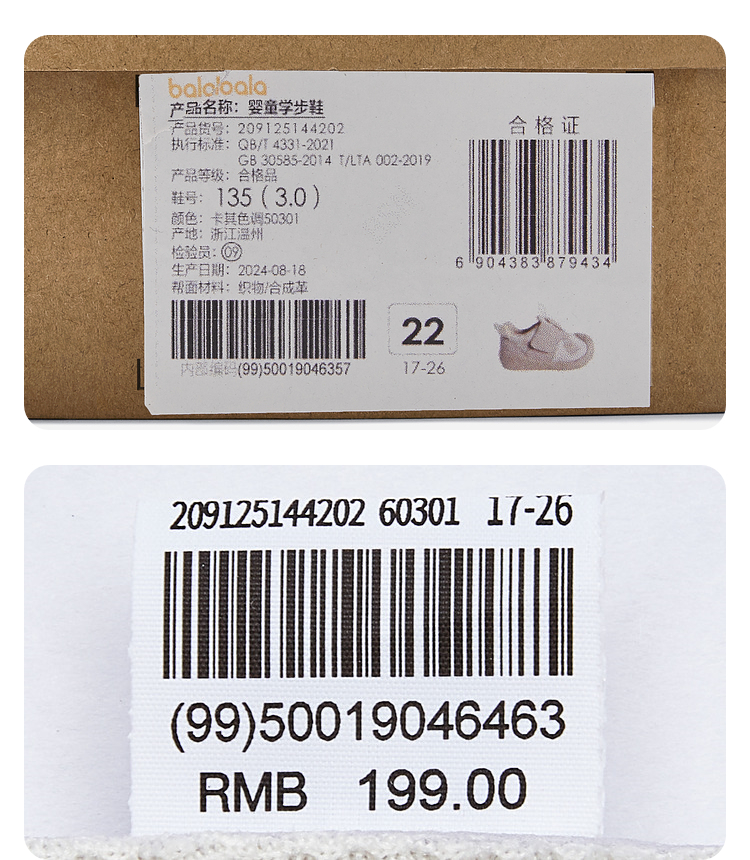 balabala
产品名称：婴童学步鞋
产品货号：209125144202
执行标准：QB/T 4331-2021
GB 30585-2014 T/LTA 002-2019
产品等级：合格品
鞋号：135（3.0）
颜色：卡其色调50301
产地：浙江温州
检验员：09
生产日期：2024-08-18
帮面材料：织物/合成革
内部编码(99)50019046357
22
17-26
合格证
6 904383 879434
209125144202 60301 17-26
(99)50019046463
RMB 199.00